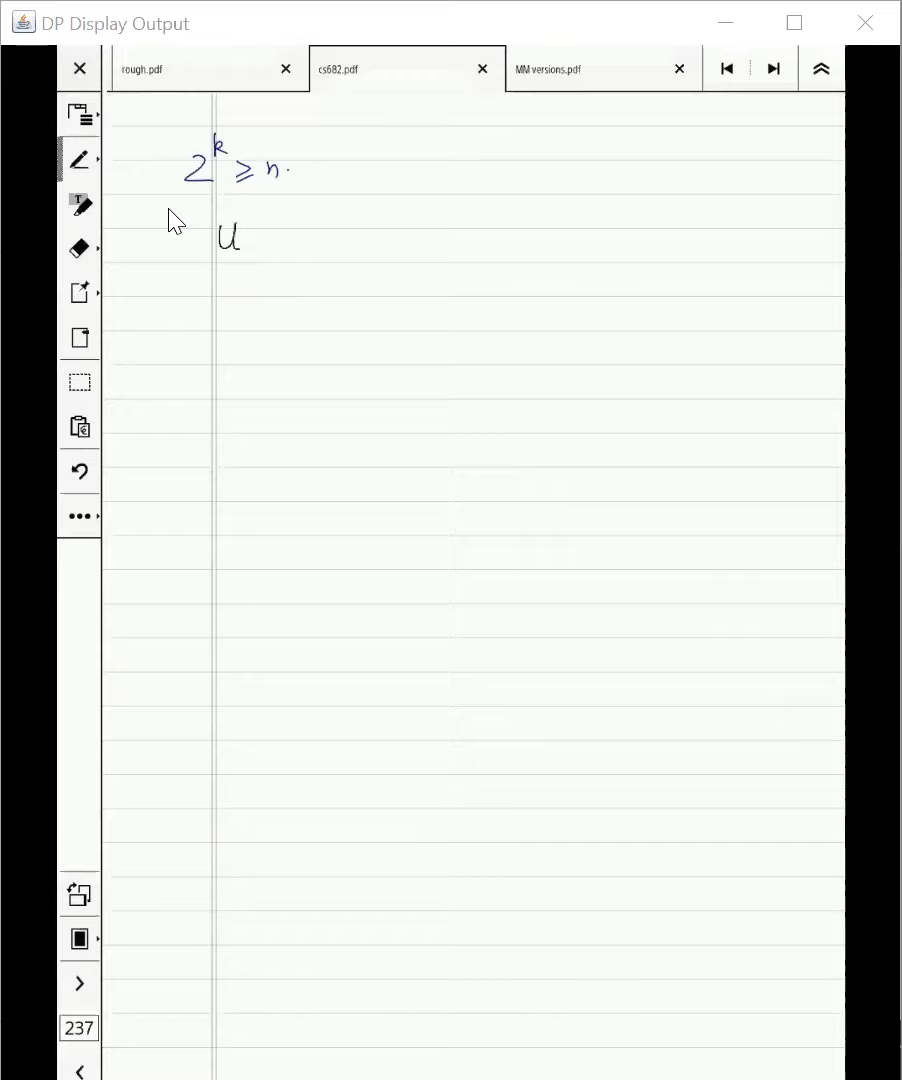 DP Display Output
rough.pdf cs682.pdf MM versions.pdf
2^k ≥ n.
U
237